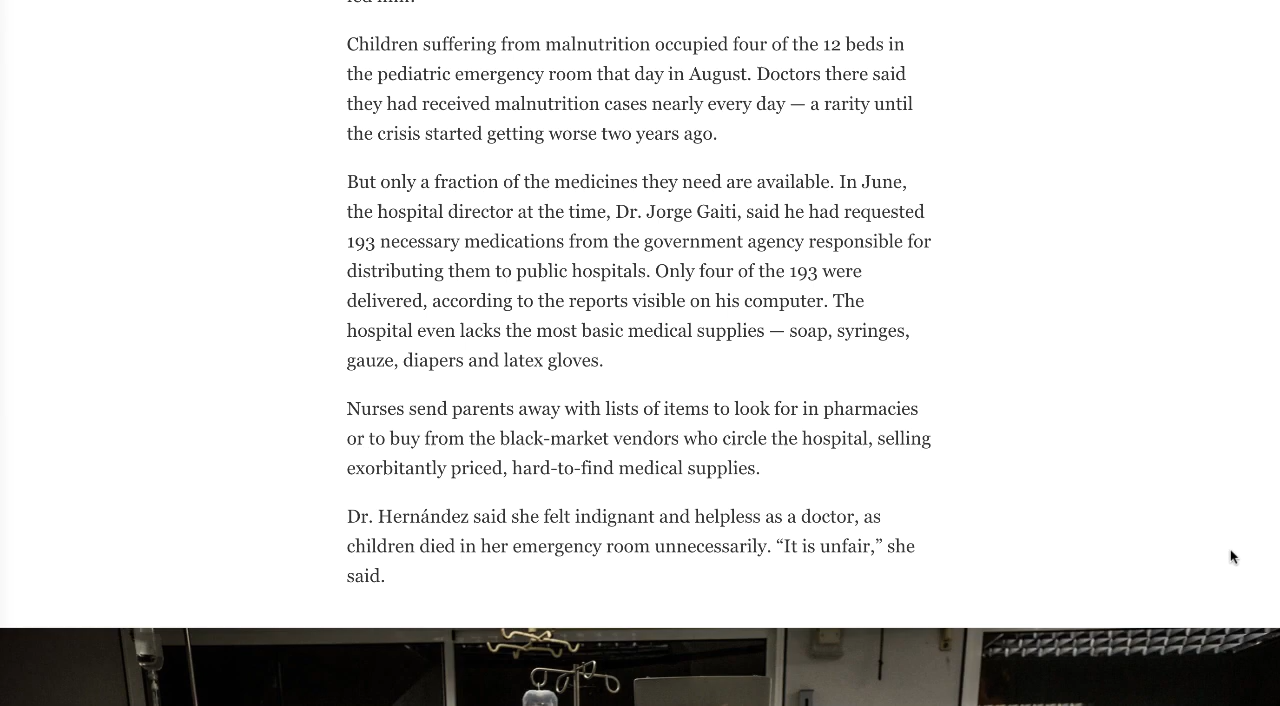 Children suffering from malnutrition occupied four of the 12 beds in
the pediatric emergency room that day in August. Doctors there said
they had received malnutrition cases nearly every day — a rarity until
the crisis started getting worse two years ago.
But only a fraction of the medicines they need are available. In June,
the hospital director at the time, Dr. Jorge Gaiti, said he had requested
193 necessary medications from the government agency responsible for
distributing them to public hospitals. Only four of the 193 were
delivered, according to the reports visible on his computer. The
hospital even lacks the most basic medical supplies — soap, syringes,
gauze, diapers and latex gloves.
Nurses send parents away with lists of items to look for in pharmacies
or to buy from the black-market vendors who circle the hospital, selling
exorbitantly priced, hard-to-find medical supplies.
Dr. Hernández said she felt indignant and helpless as a doctor, as
children died in her emergency room unnecessarily. “It is unfair,” she
said.